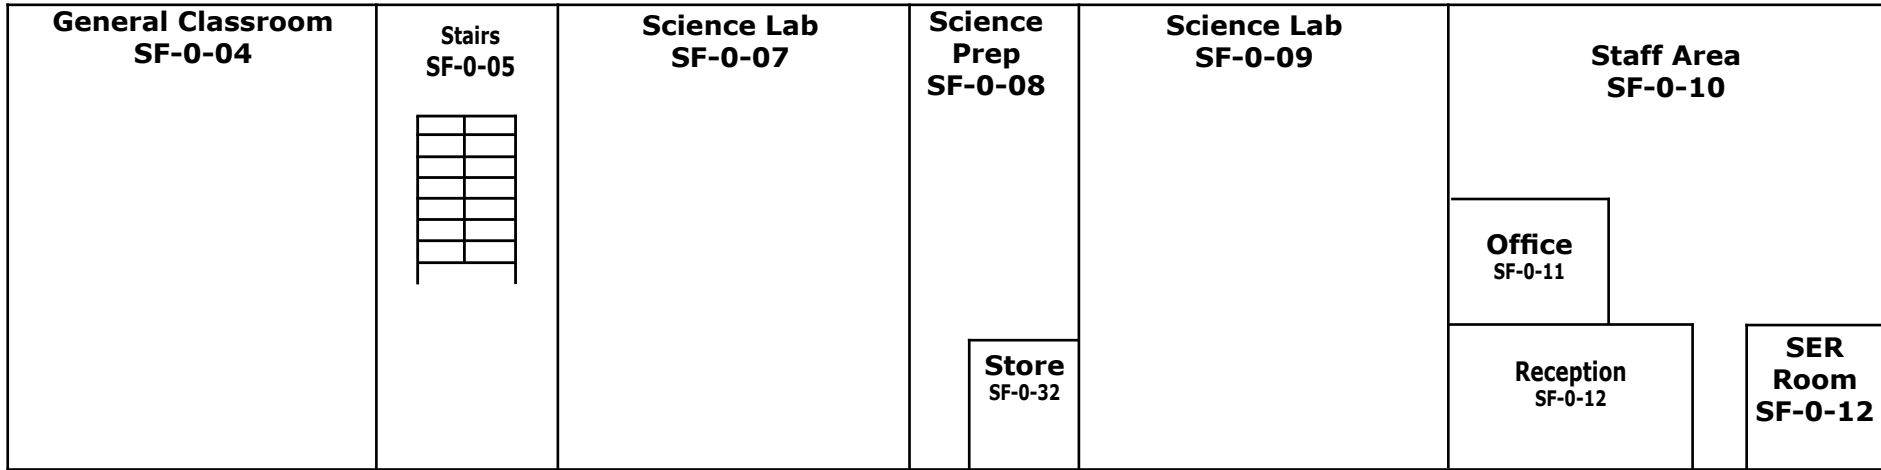 General Classroom
SF-0-04
Stairs
SF-0-05
Science Lab
SF-0-07
Science
Prep
SF-0-08
Science Lab
SF-0-09
Staff Area
SF-0-10
Office
SF-0-11
Store
SF-0-32
Reception
SF-0-12
SER
Room
SF-0-12